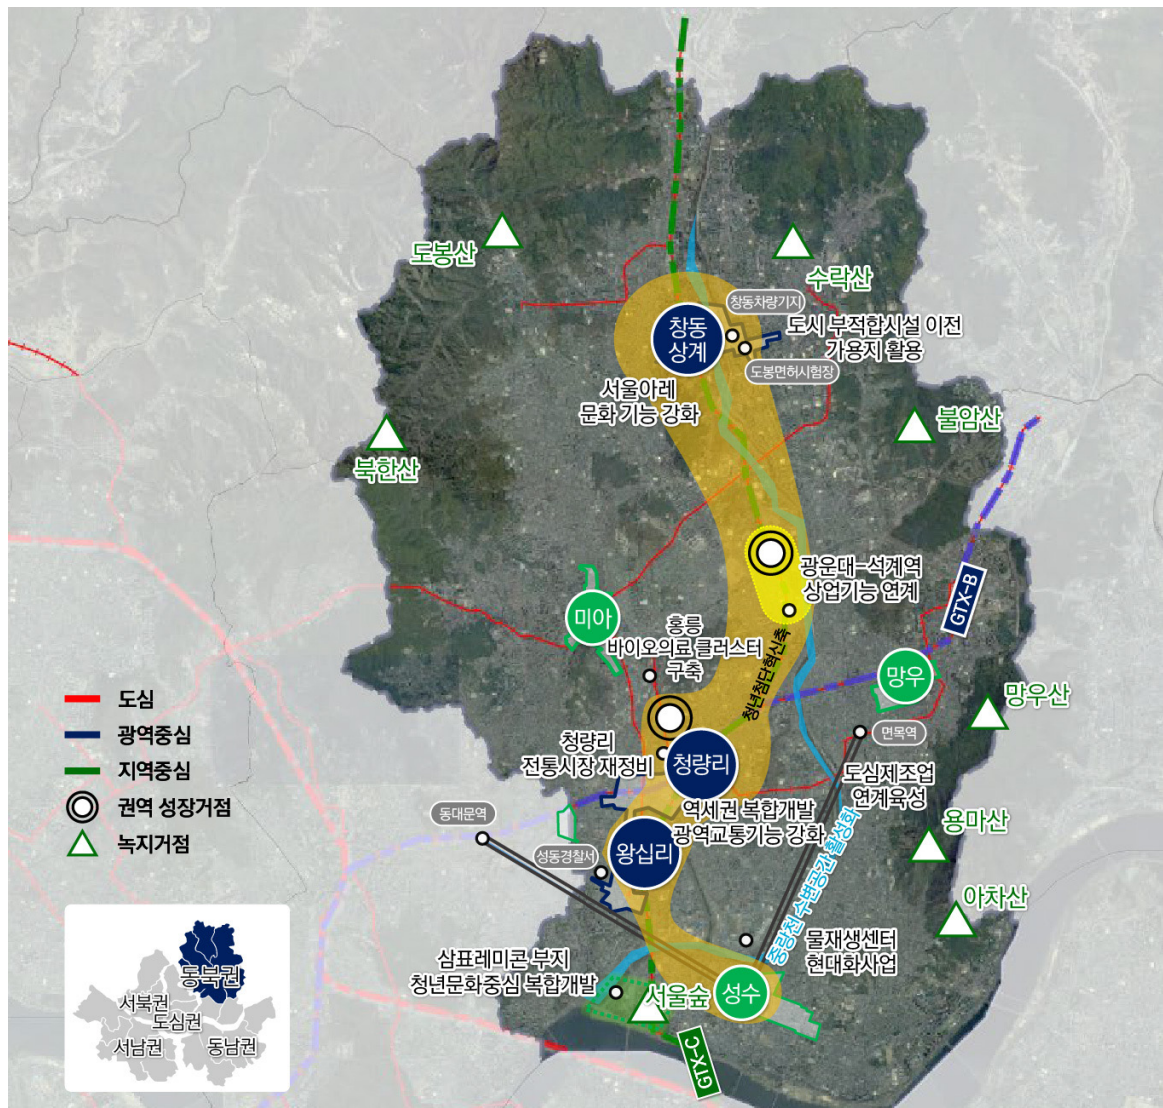 도봉산
수락산
창동차량기지
창동
상계
도시 부적합시설 이전
가용지 활용
도봉면허시험장
서울아레
문화 기능 강화
불암산
북한산
광운대-석계역
상업기능 연계
GTX-B
미아
홍릉
바이오의료 클러스터
구축
청년첨단혁신축
망우
망우산
도심
광역중심
지역중심
권역 성장거점
녹지거점
청량리
전통시장 재정비
청량리
면목역
도심제조업
연계육성
역세권 복합개발
광역교통기능 강화
동대문역
성동경찰서
왕십리
용마산
중랑천 수변공간 활성화
아차산
물재생센터
현대화사업
삼표레미콘 부지
청년문화중심 복합개발
서울숲
성수
GTX-C
동북권
서북권
도심권
서남권
동남권